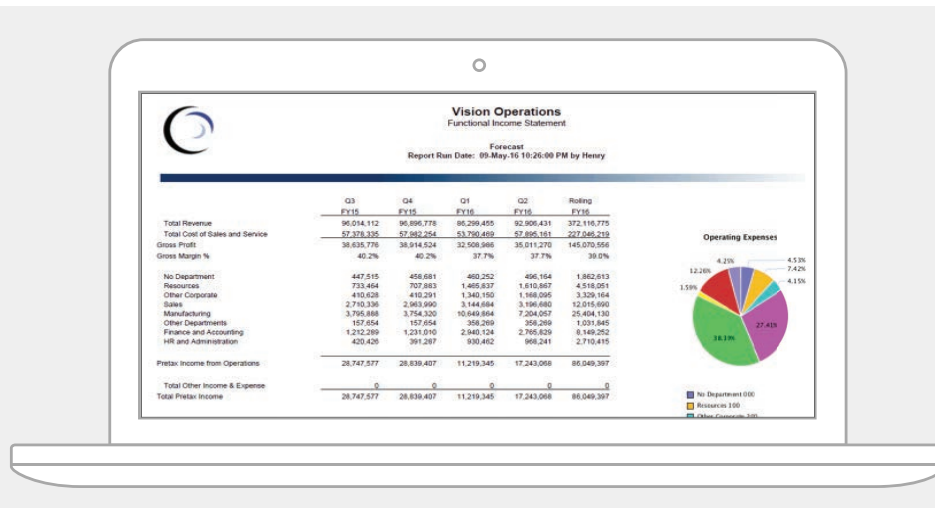 Vision Operations
Functional Income Statement
Forecast
Report Run Date: 09-May-16 10:26:00 PM by Henry
Q3 Q4 Q1 Q2 Rolling
FY15 FY15 FY16 FY16 FY16
Total Revenue 96,014,112 96,896,778 86,299,455 92,906,431 372,116,775
Total Cost of Sales and Service 57,378,335 57,982,254 53,790,469 57,895,161 227,046,219
Gross Profit 38,635,776 38,914,524 32,508,986 35,011,270 145,070,556
Gross Margin % 40.2% 40.2% 37.7% 37.7% 39.0%
No Department 447,515 458,681 460,252 496,164 1,862,613
Resources 733,464 707,863 1,465,837 1,610,867 4,518,051
Other Corporate 410,628 410,291 1,340,150 1,168,095 3,329,164
Sales 2,710,336 2,963,990 3,144,684 3,196,680 12,015,690
Manufacturing 3,795,888 3,754,320 10,649,864 7,204,057 25,404,130
Other Departments 157,654 157,654 358,269 358,269 1,031,845
Finance and Accounting 1,212,289 1,231,010 2,940,124 2,765,829 8,149,252
HR and Administration 420,426 391,287 930,462 968,241 2,710,415
Pretax Income from Operations 28,747,577 28,839,407 11,219,345 17,243,068 86,049,397
Total Other Income & Expense 0 0 0 0 0
Total Pretax Income 28,747,577 28,839,407 11,219,345 17,243,068 86,049,397
Operating Expenses
4.25% 4.53%
12.26% 7.42%
1.59% 4.15%
27.41%
38.39%
No Department 000
Resources 100
Other Corporate